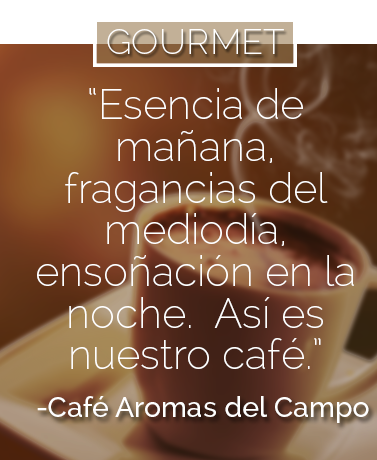 GOURMET
“Esencia de
mañana,
fragancias del
mediodía,
ensoñación en la
noche.  Así es
nuestro café.”
-Café Aromas del Campo